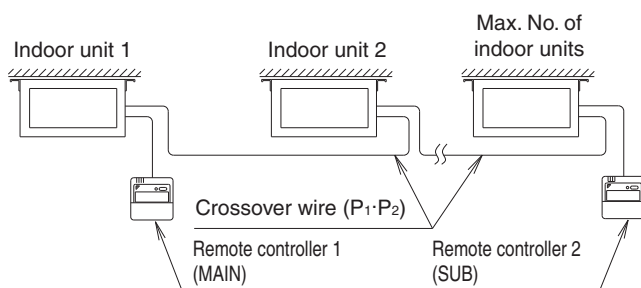 Indoor unit 1
Indoor unit 2
Max. No. of
indoor units
Crossover wire (P₁·P₂)
Remote controller 1
(MAIN)
Remote controller 2
(SUB)